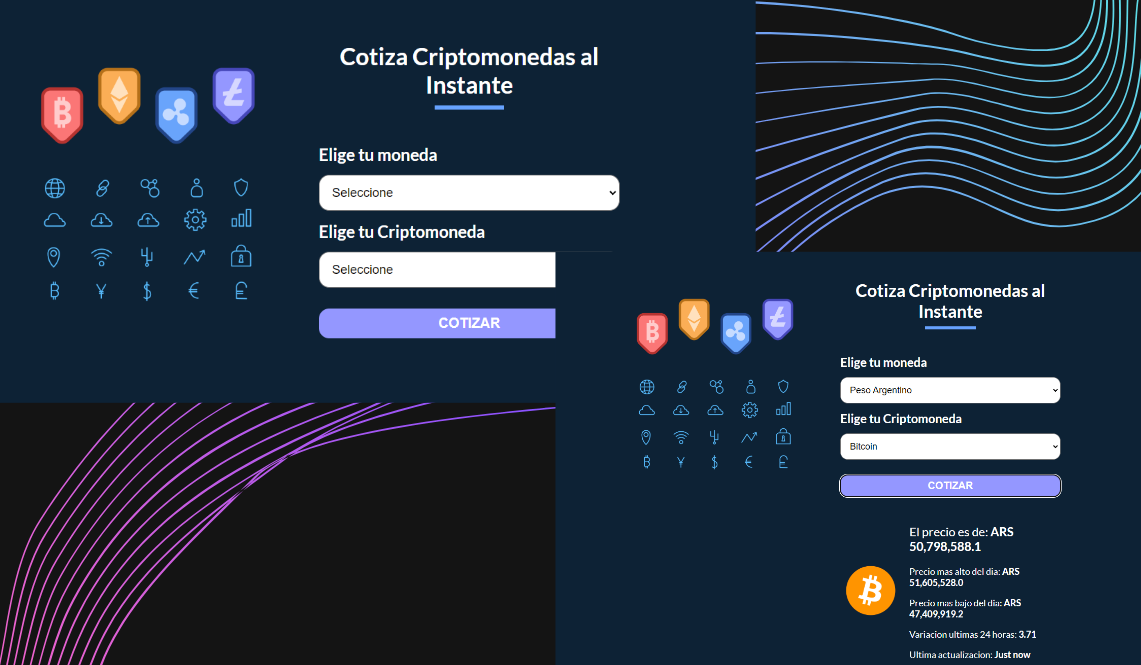 Cotiza Criptomonedas al
Instante
Elige tu moneda
Seleccione
Elige tu Criptomoneda
Seleccione
COTIZAR
Cotiza Criptomonedas al
Instante
Elige tu moneda
Peso Argentino
Elige tu Criptomoneda
Bitcoin
COTIZAR
El precio es de: ARS
50,798,588.1
Precio mas alto del dia: ARS
51,605,528.0
Precio mas bajo del dia: ARS
47,409,919.2
Variacion ultimas 24 horas: 3.71
Ultima actualizacion: Just now